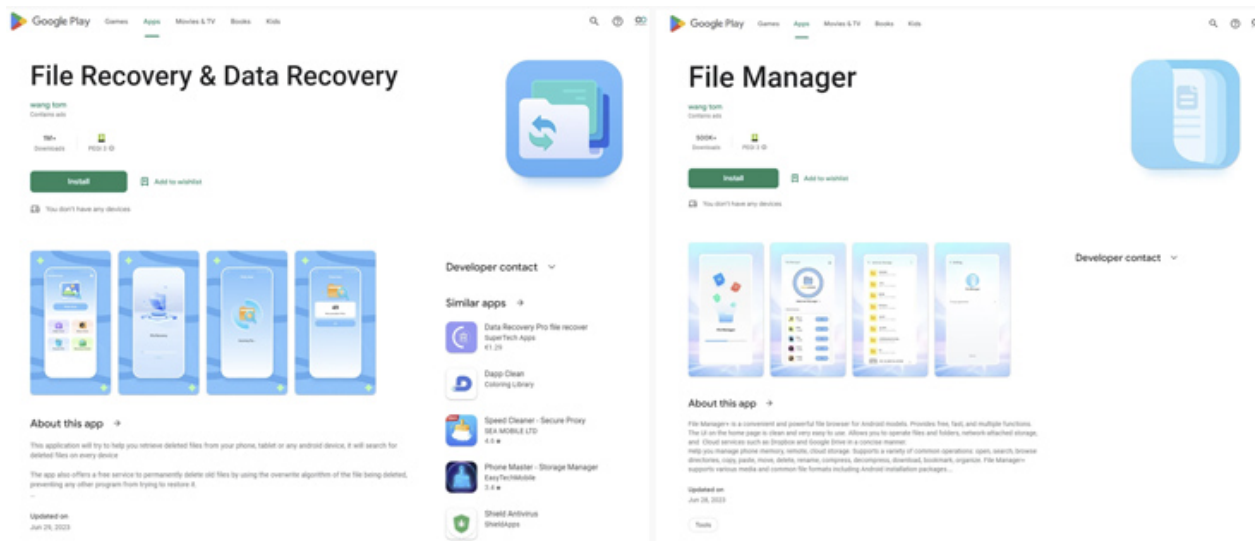 Google Play
Games
Apps
Movies & TV
Books
Kids
File Recovery & Data Recovery
wang tom
Contains ads
1M+
Downloads
PEGI 3
Install
Add to wishlist
You don't have any devices
Developer contact
Similar apps
Data Recovery Pro file recover
SuperTech Apps
€1.29
Dapp Clean
Coloring Library
Speed Cleaner - Secure Proxy
SEA MOBILE LTD
4.6
Phone Master - Storage Manager
EasyTechMobile
3.4
Shield Antivirus
ShieldApps
About this app
This application will try to help you retrieve deleted files from your phone, tablet or any android device, it will search for
deleted files on every device
The app also offers a free service to permanently delete old files by using the overwrite algorithm of the file being deleted,
preventing any other program from trying to restore it.
...
Updated on
Jun 29, 2023
Google Play
Games
Apps
Movies & TV
Books
Kids
File Manager
wang tom
Contains ads
500K+
Downloads
PEGI 3
Install
Add to wishlist
You don't have any devices
File Manager
Developer contact
About this app
File Manager+ is a convenient and powerful file browser for Android models. Provides free, fast, and multiple functions.
The UI on the home page is clean and very easy to use. Allows you to operate files and folders, network-attached storage,
and Cloud services such as Dropbox and Google Drive in a concise manner.
Help you manage phone memory, remote, cloud storage. Supports a variety of common operations: open, search, browse
directories, copy, paste, move, delete, rename, compress, decompress, download, bookmark, organize. File Manager+
supports various media and common file formats including Android installation packages...
Updated on
Jun 28, 2023
Tools